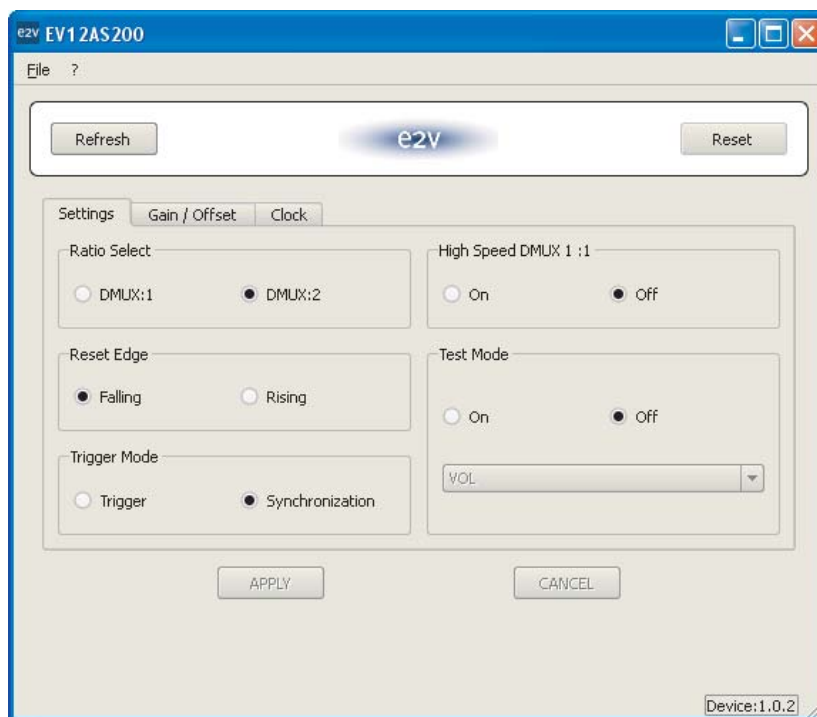 e2v EV12AS200
File ?
Refresh e2v Reset
Settings Gain / Offset Clock
Ratio Select
DMUX:1 DMUX:2
High Speed DMUX 1 :1
On Off
Reset Edge
Falling Rising
Test Mode
On Off
VOL
Trigger Mode
Trigger Synchronization
APPLY CANCEL
Device:1.0.2